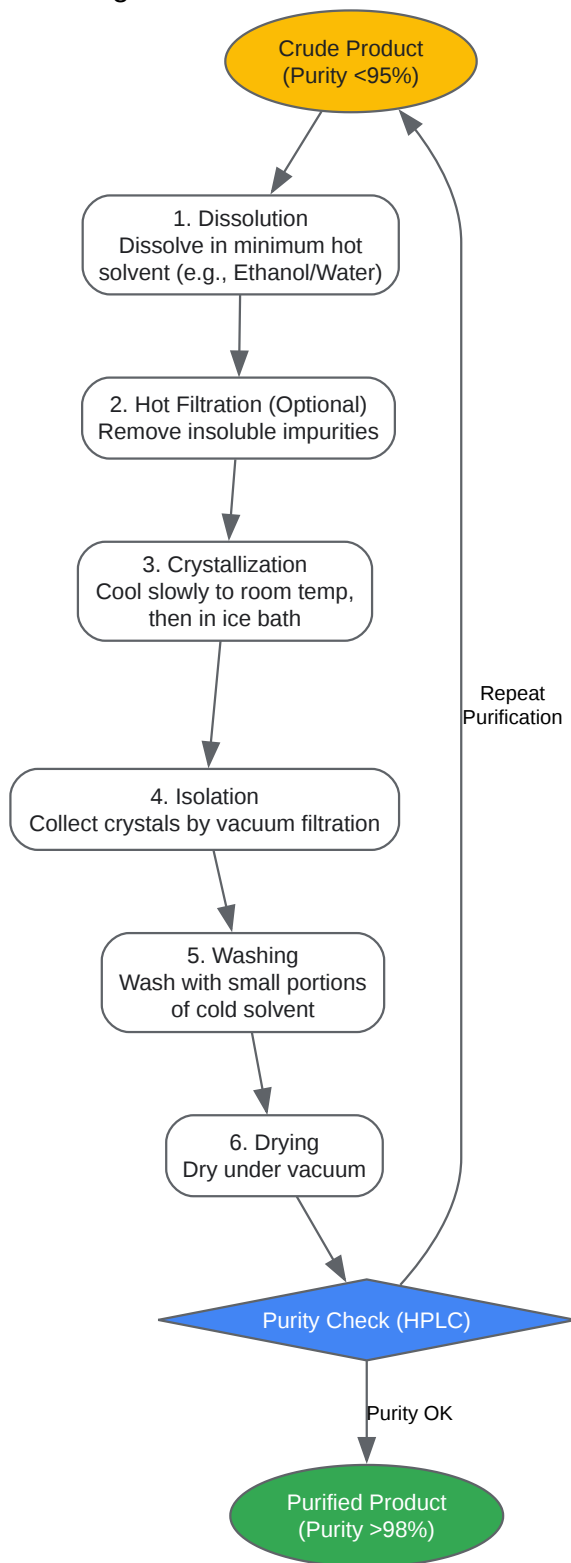 Crude Product
(Purity <95%)
1. Dissolution
Dissolve in minimum hot
solvent (e.g., Ethanol/Water)
2. Hot Filtration (Optional)
Remove insoluble impurities
3. Crystallization
Cool slowly to room temp,
then in ice bath
Repeat
Purification
4. Isolation
Collect crystals by vacuum filtration
5. Washing
Wash with small portions
of cold solvent
6. Drying
Dry under vacuum
Purity Check (HPLC)
Purity OK
Purified Product
(Purity >98%)